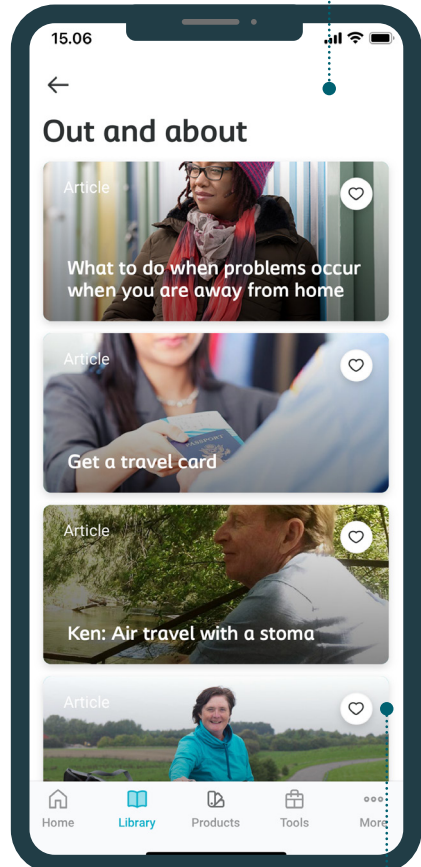 15.06
Out and about
Article
What to do when problems occur
when you are away from home
Article
PASSPORT
Get a travel card
Article
Ken: Air travel with a stoma
Article
Home
Library
Products
Tools
More